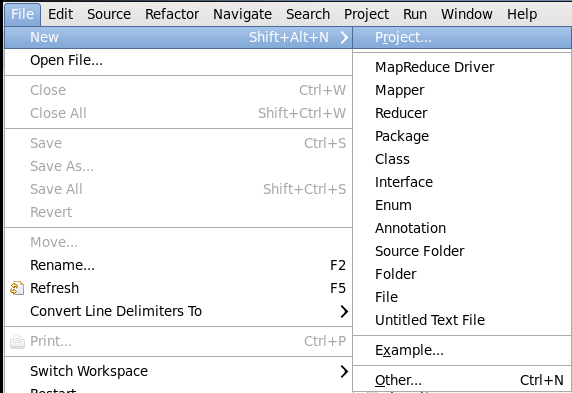 File Edit Source Refactor Navigate Search Project Run Window Help
New Shift+Alt+N
Open File...
Close Ctrl+W
Close All Shift+Ctrl+W
Save Ctrl+S
Save As...
Save All Shift+Ctrl+S
Revert
Move...
Rename... F2
Refresh F5
Convert Line Delimiters To
Print... Ctrl+P
Switch Workspace
Restart
Project...
MapReduce Driver
Mapper
Reducer
Package
Class
Interface
Enum
Annotation
Source Folder
Folder
File
Untitled Text File
Example...
Other... Ctrl+N